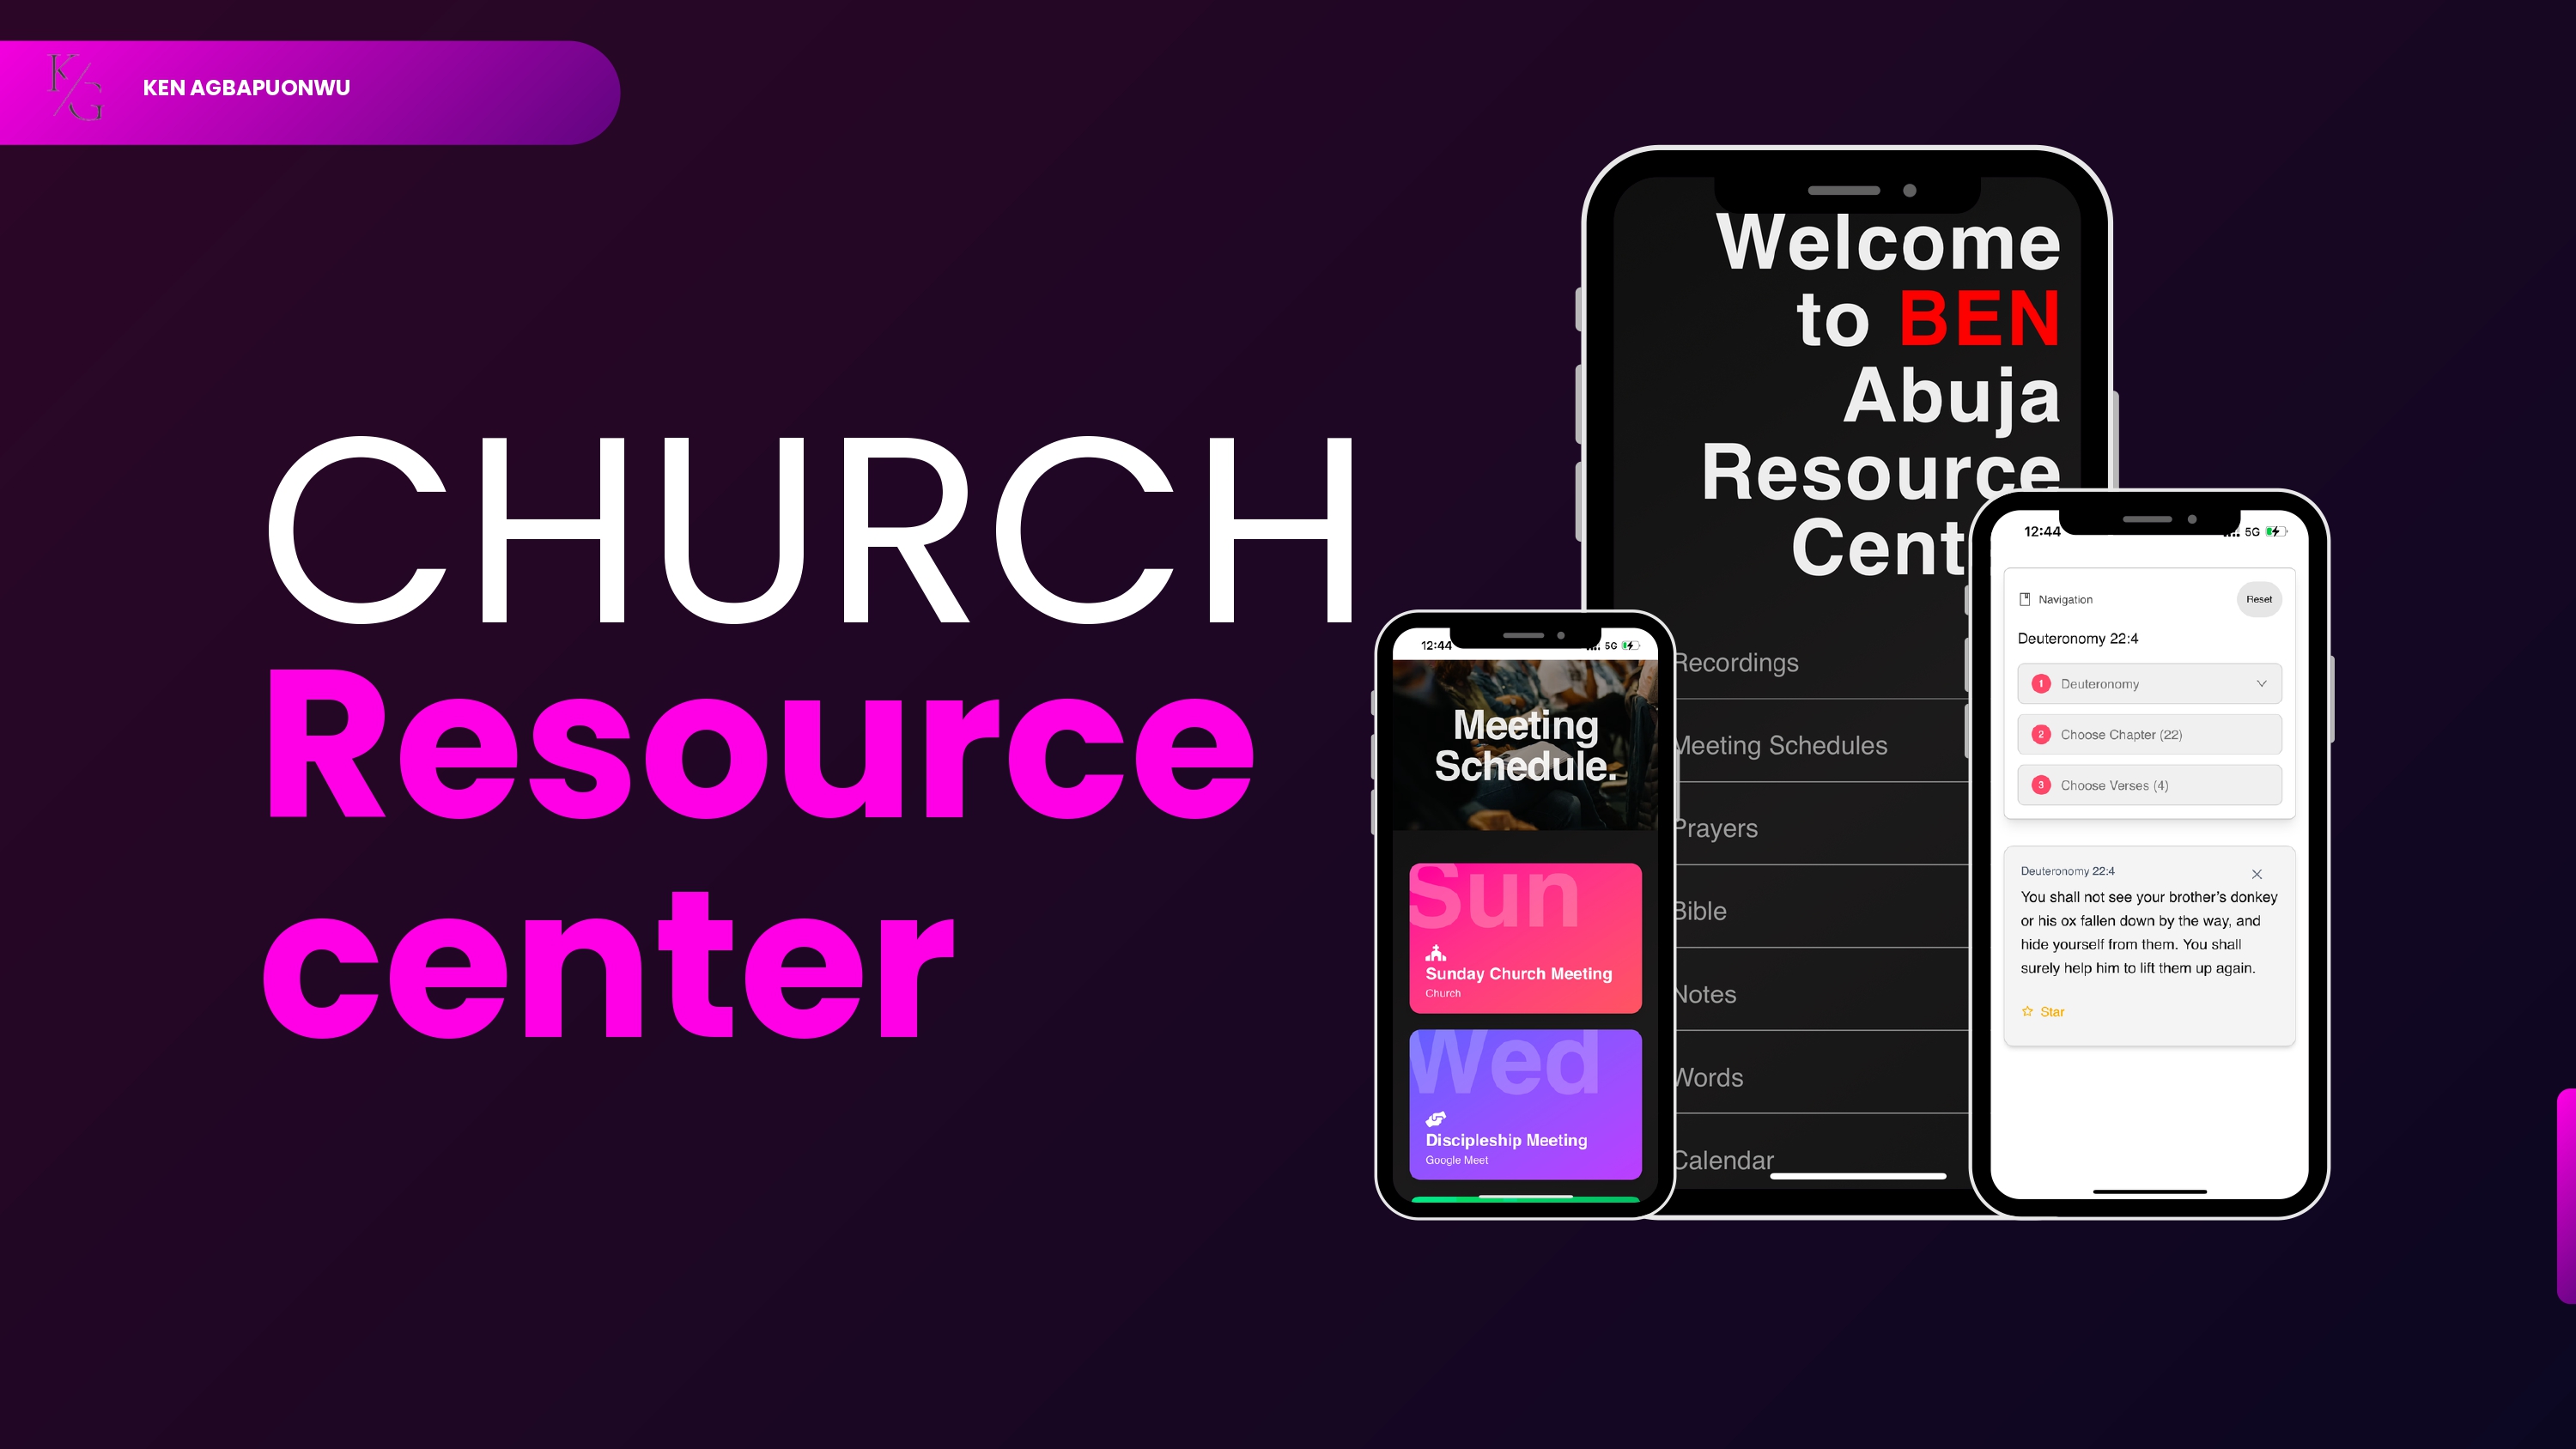 K
G
KEN AGBAPUONWU
CHURCH
Resource
center
Welcome
to BEN
Abuja
Resource
Cent
Recordings
Meeting Schedules
Prayers
Bible
Notes
Words
Calendar
12:44 5G
Meeting
Schedule.
Sun
Sunday Church Meeting
Church
Wed
Discipleship Meeting
Google Meet
12:44 5G
Navigation Reset
Deuteronomy 22:4
1 Deuteronomy
2 Choose Chapter (22)
3 Choose Verses (4)
Deuteronomy 22:4
You shall not see your brother’s donkey
or his ox fallen down by the way, and
hide yourself from them. You shall
surely help him to lift them up again.
Star